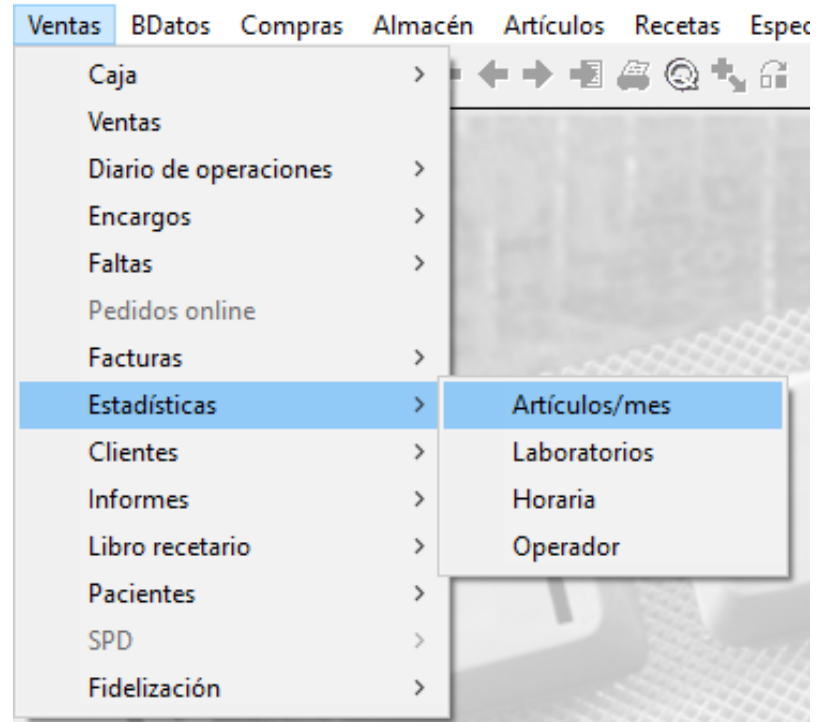 Ventas BDatos Compras Almacén Artículos Recetas Espec
Caja
Ventas
Diario de operaciones
Encargos
Faltas
Pedidos online
Facturas
Estadísticas
Artículos/mes
Clientes
Laboratorios
Informes
Horaria
Libro recetario
Operador
Pacientes
SPD
Fidelización